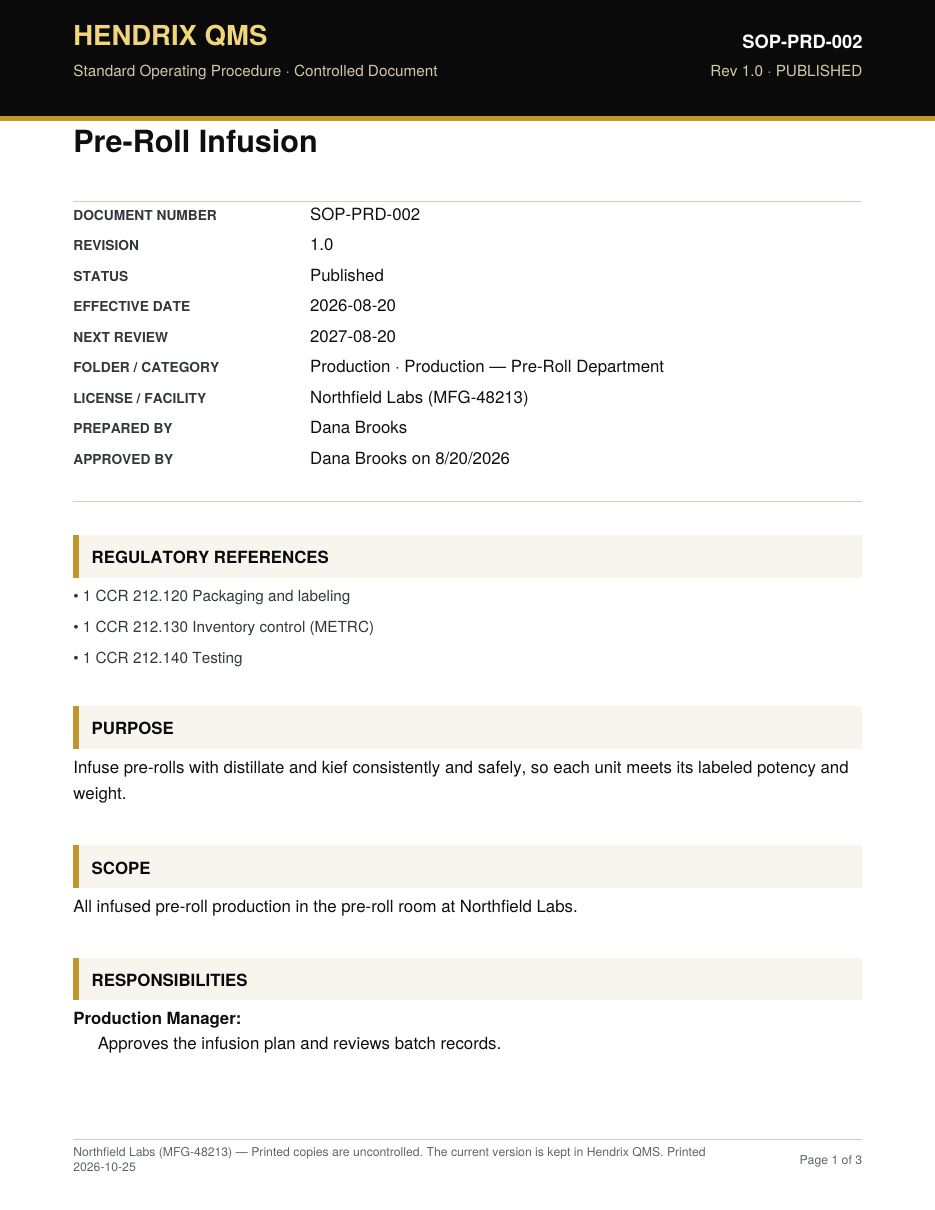 HENDRIX QMS
SOP-PRD-002
Standard Operating Procedure · Controlled Document
Rev 1.0 · PUBLISHED
Pre-Roll Infusion
DOCUMENT NUMBER SOP-PRD-002
REVISION 1.0
STATUS Published
EFFECTIVE DATE 2026-08-20
NEXT REVIEW 2027-08-20
FOLDER / CATEGORY Production · Production — Pre-Roll Department
LICENSE / FACILITY Northfield Labs (MFG-48213)
PREPARED BY Dana Brooks
APPROVED BY Dana Brooks on 8/20/2026
REGULATORY REFERENCES
• 1 CCR 212.120 Packaging and labeling
• 1 CCR 212.130 Inventory control (METRC)
• 1 CCR 212.140 Testing
PURPOSE
Infuse pre-rolls with distillate and kief consistently and safely, so each unit meets its labeled potency and
weight.
SCOPE
All infused pre-roll production in the pre-roll room at Northfield Labs.
RESPONSIBILITIES
Production Manager:
Approves the infusion plan and reviews batch records.
Northfield Labs (MFG-48213) — Printed copies are uncontrolled. The current version is kept in Hendrix QMS. Printed
2026-10-25
Page 1 of 3